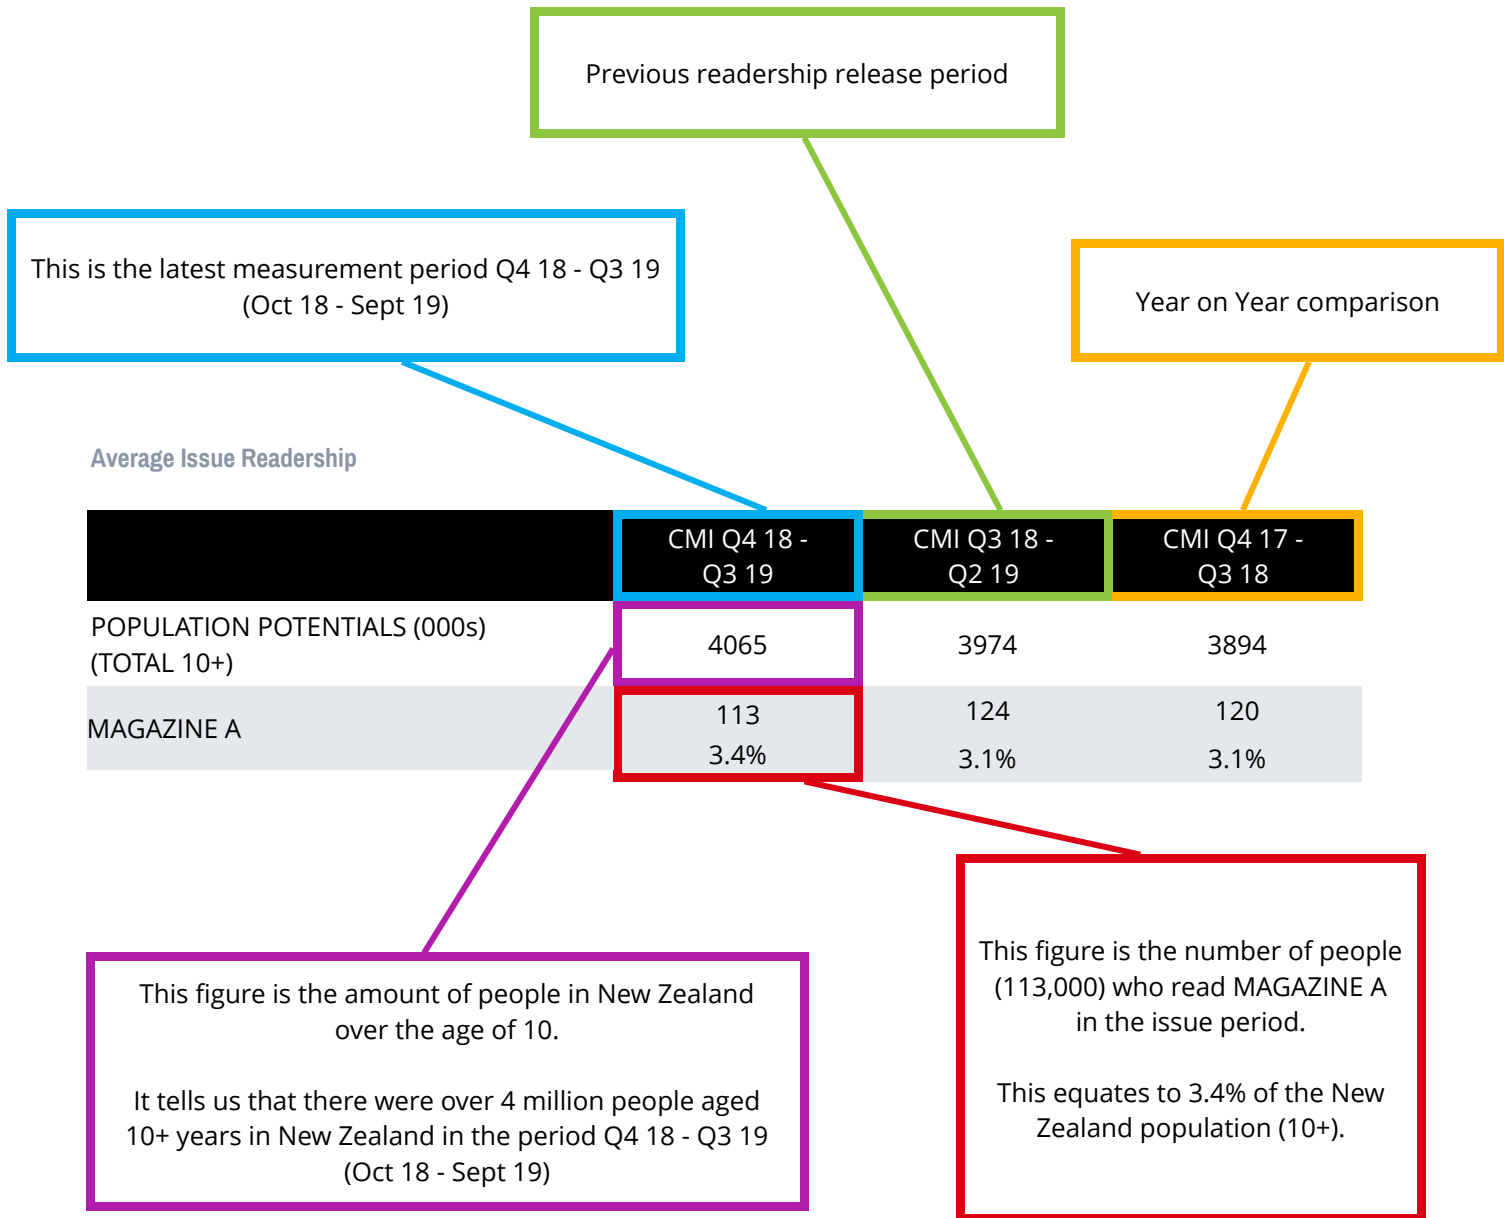 Previous readership release period
This is the latest measurement period Q4 18 - Q3 19
(Oct 18 - Sept 19)
Year on Year comparison
Average Issue Readership
CMI Q4 18 -
Q3 19
CMI Q3 18 -
Q2 19
CMI Q4 17 -
Q3 18
POPULATION POTENTIALS (000s)
(TOTAL 10+)
4065
3974
3894
MAGAZINE A
113
3.4%
124
3.1%
120
3.1%
This figure is the amount of people in New Zealand
over the age of 10.
It tells us that there were over 4 million people aged
10+ years in New Zealand in the period Q4 18 - Q3 19
(Oct 18 - Sept 19)
This figure is the number of people
(113,000) who read MAGAZINE A
in the issue period.
This equates to 3.4% of the New
Zealand population (10+).